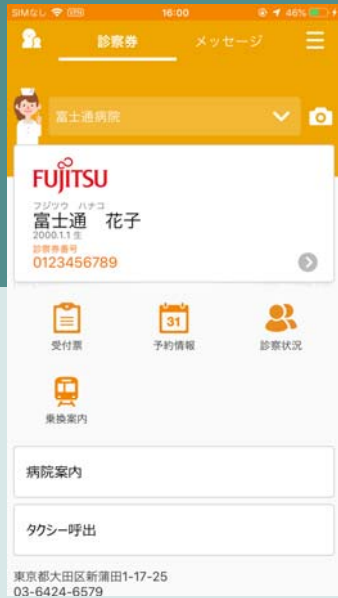 SIMなし VPN 16:00 46%
診察券 メッセージ
富士通病院
FUJITSU
フジツウ ハナコ
富士通 花子
2000.1.1 生
診察券番号
0123456789
31
受付票 予約情報 診察状況
乗換案内
病院案内
タクシー呼出
東京都大田区新蒲田1-17-25
03-6424-6579